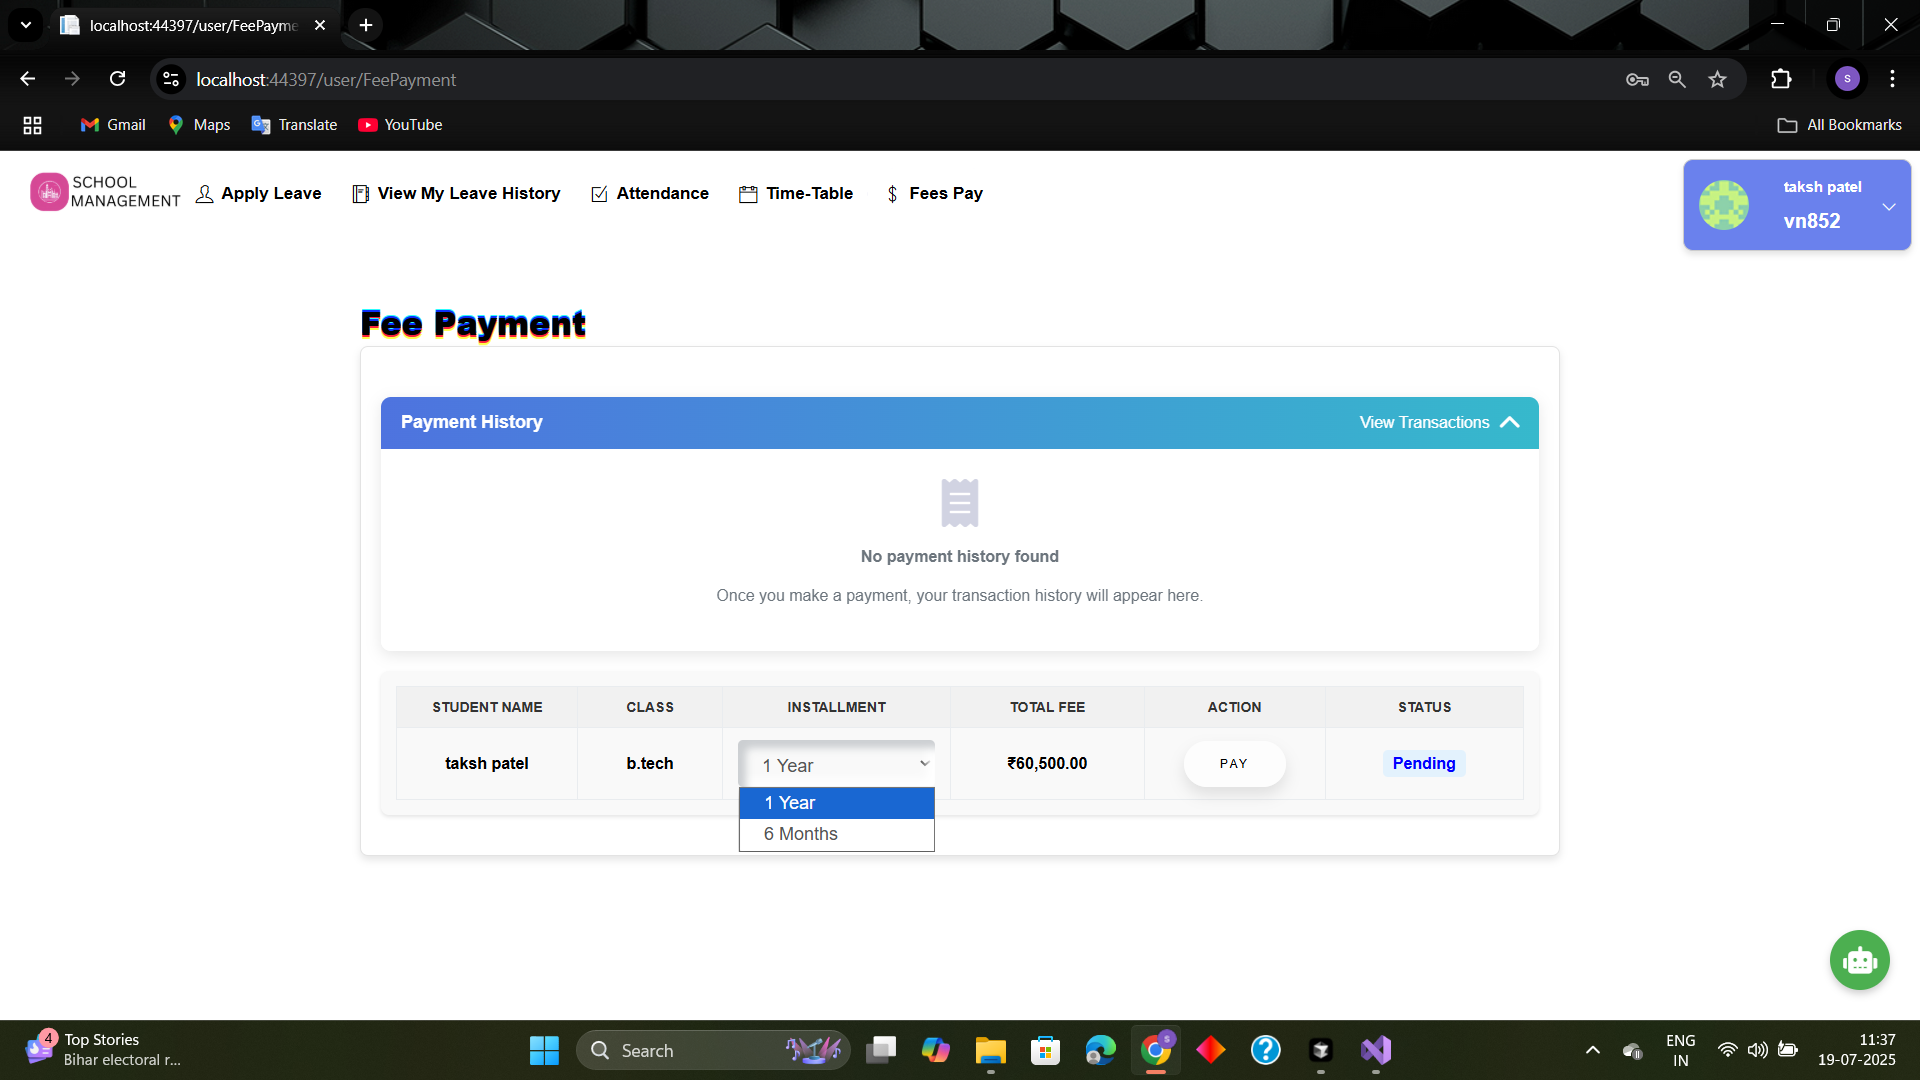 localhost:44397/user/FeePayme
localhost:44397/user/FeePayment
S
Gmail
Maps
Translate
YouTube
All Bookmarks
SCHOOL
MANAGEMENT
Apply Leave
View My Leave History
Attendance
Time-Table
Fees Pay
taksh patel
vn852
Fee Payment
Payment History
View Transactions
No payment history found
Once you make a payment, your transaction history will appear here.
STUDENT NAME CLASS INSTALLMENT TOTAL FEE ACTION STATUS
taksh patel b.tech 1 Year ₹60,500.00 PAY Pending
1 Year
6 Months
4
Top Stories
Bihar electoral r...
Search
S
ENG
IN
11:37
19-07-2025